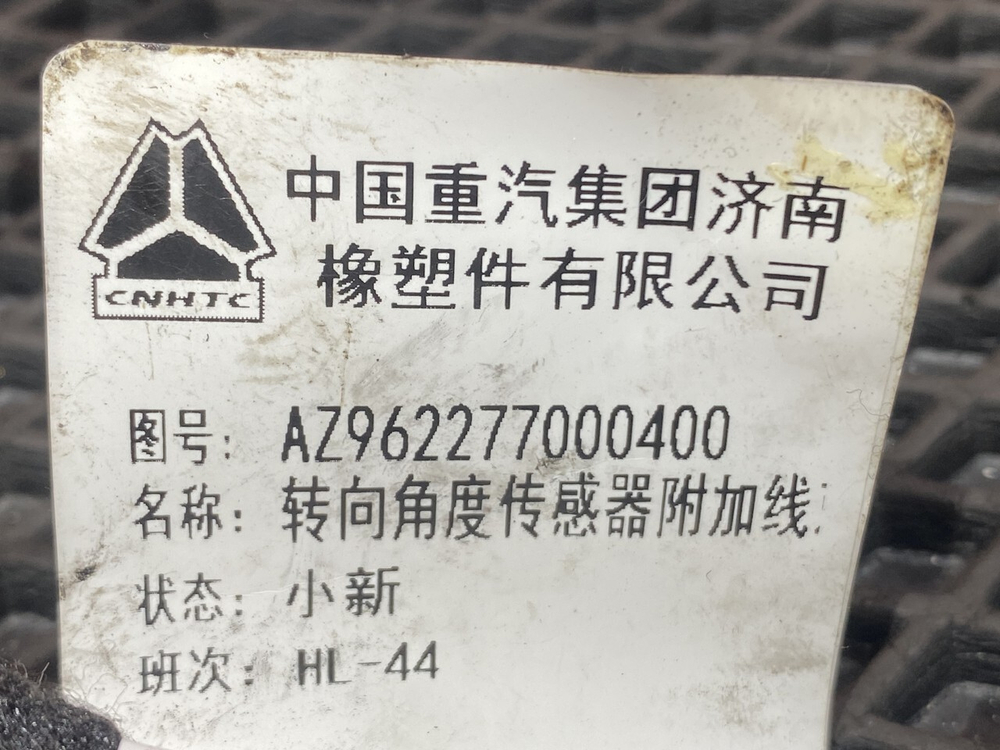 CNHTC
中国重汽集团济南
橡塑件有限公司
图号: AZ962277000400
名称: 转向角度传感器附加线
状态: 小新
班次: HL-44